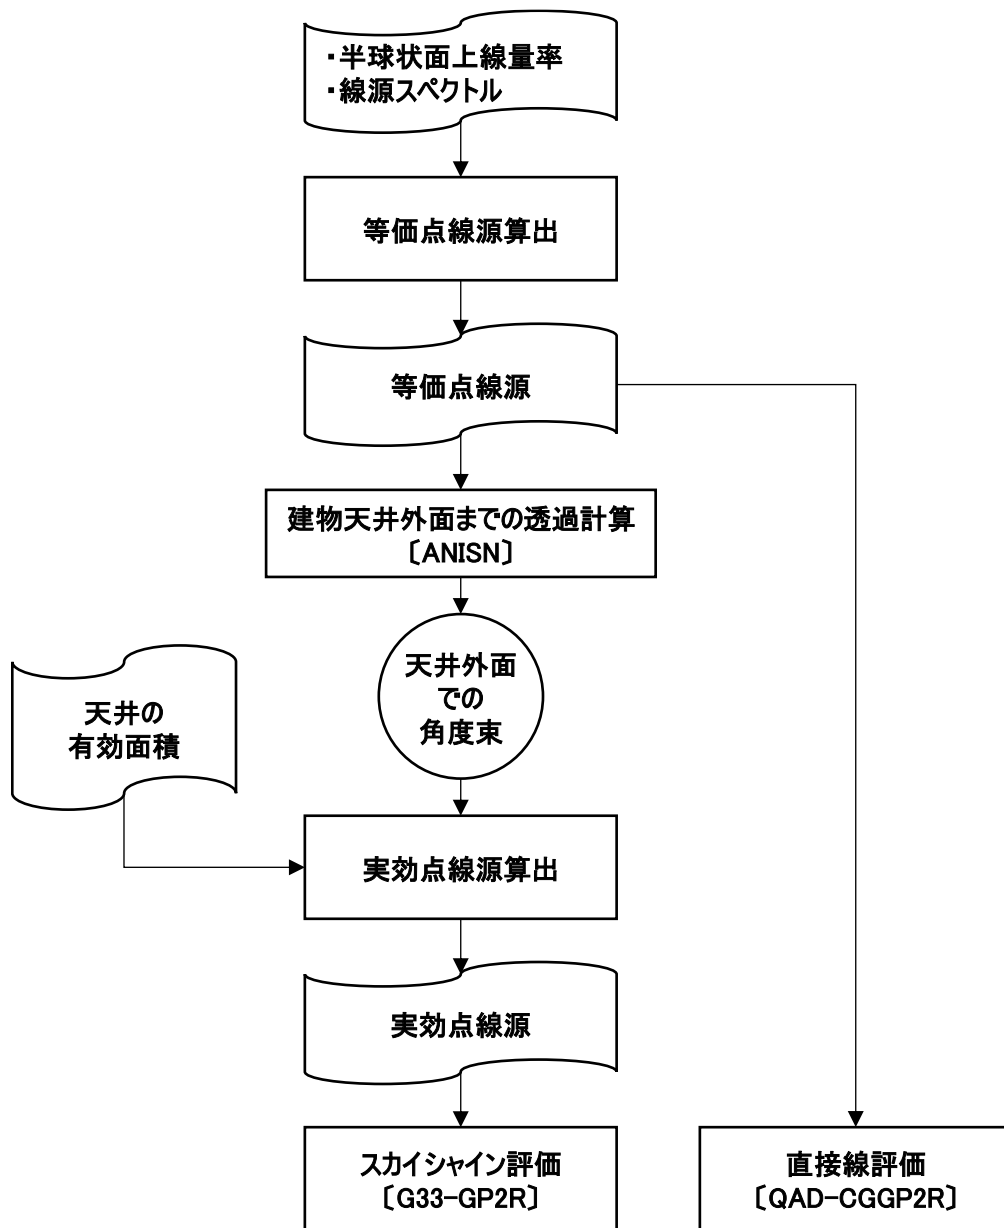 ・半球状面上線量率
・線源スペクトル
等価点線源算出
等価点線源
建物天井外面までの透過計算
〔ANISN〕
天井外面
での
角度束
天井の
有効面積
実効点線源算出
実効点線源
スカイシャイン評価
〔G33-GP2R〕
直接線評価
〔QAD-CGGP2R〕